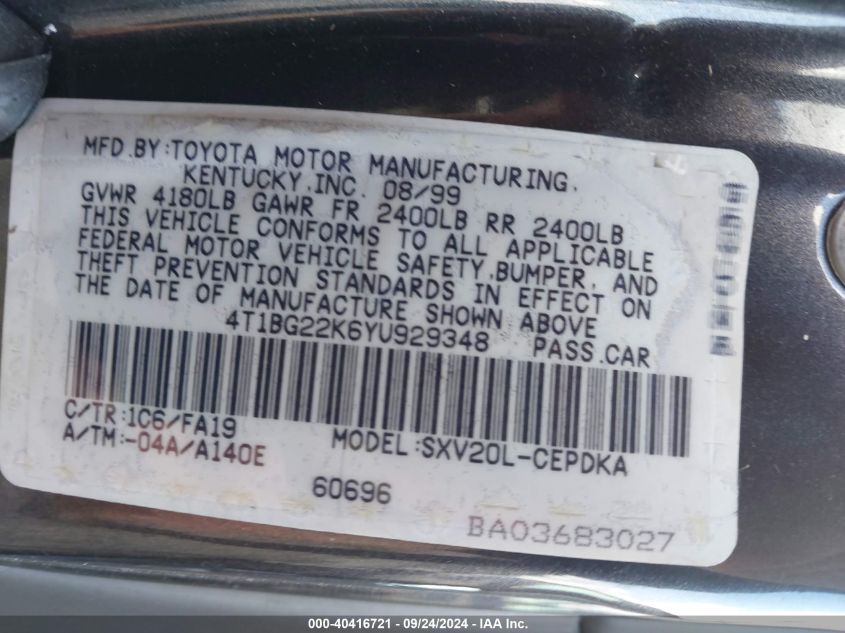 MFD.BY:TOYOTA MOTOR MANUFACTURING,
KENTUCKY,INC. 08/99
GVWR 4180LB GAWR FR 2400LB RR 2400LB
THIS VEHICLE CONFORMS TO ALL APPLICABLE
FEDERAL MOTOR VEHICLE SAFETY,BUMPER, AND
THEFT PREVENTION STANDARDS IN EFFECT ON
THE DATE OF MANUFACTURE SHOWN ABOVE
4T1BG22K6YU929348 PASS.CAR
C/TR:1C6/FA19
A/TM:-04A/A140E
MODEL:SXV20L-CEPDKA
60696
BA03683027
000-40416721 - 09/24/2024 - IAA Inc.